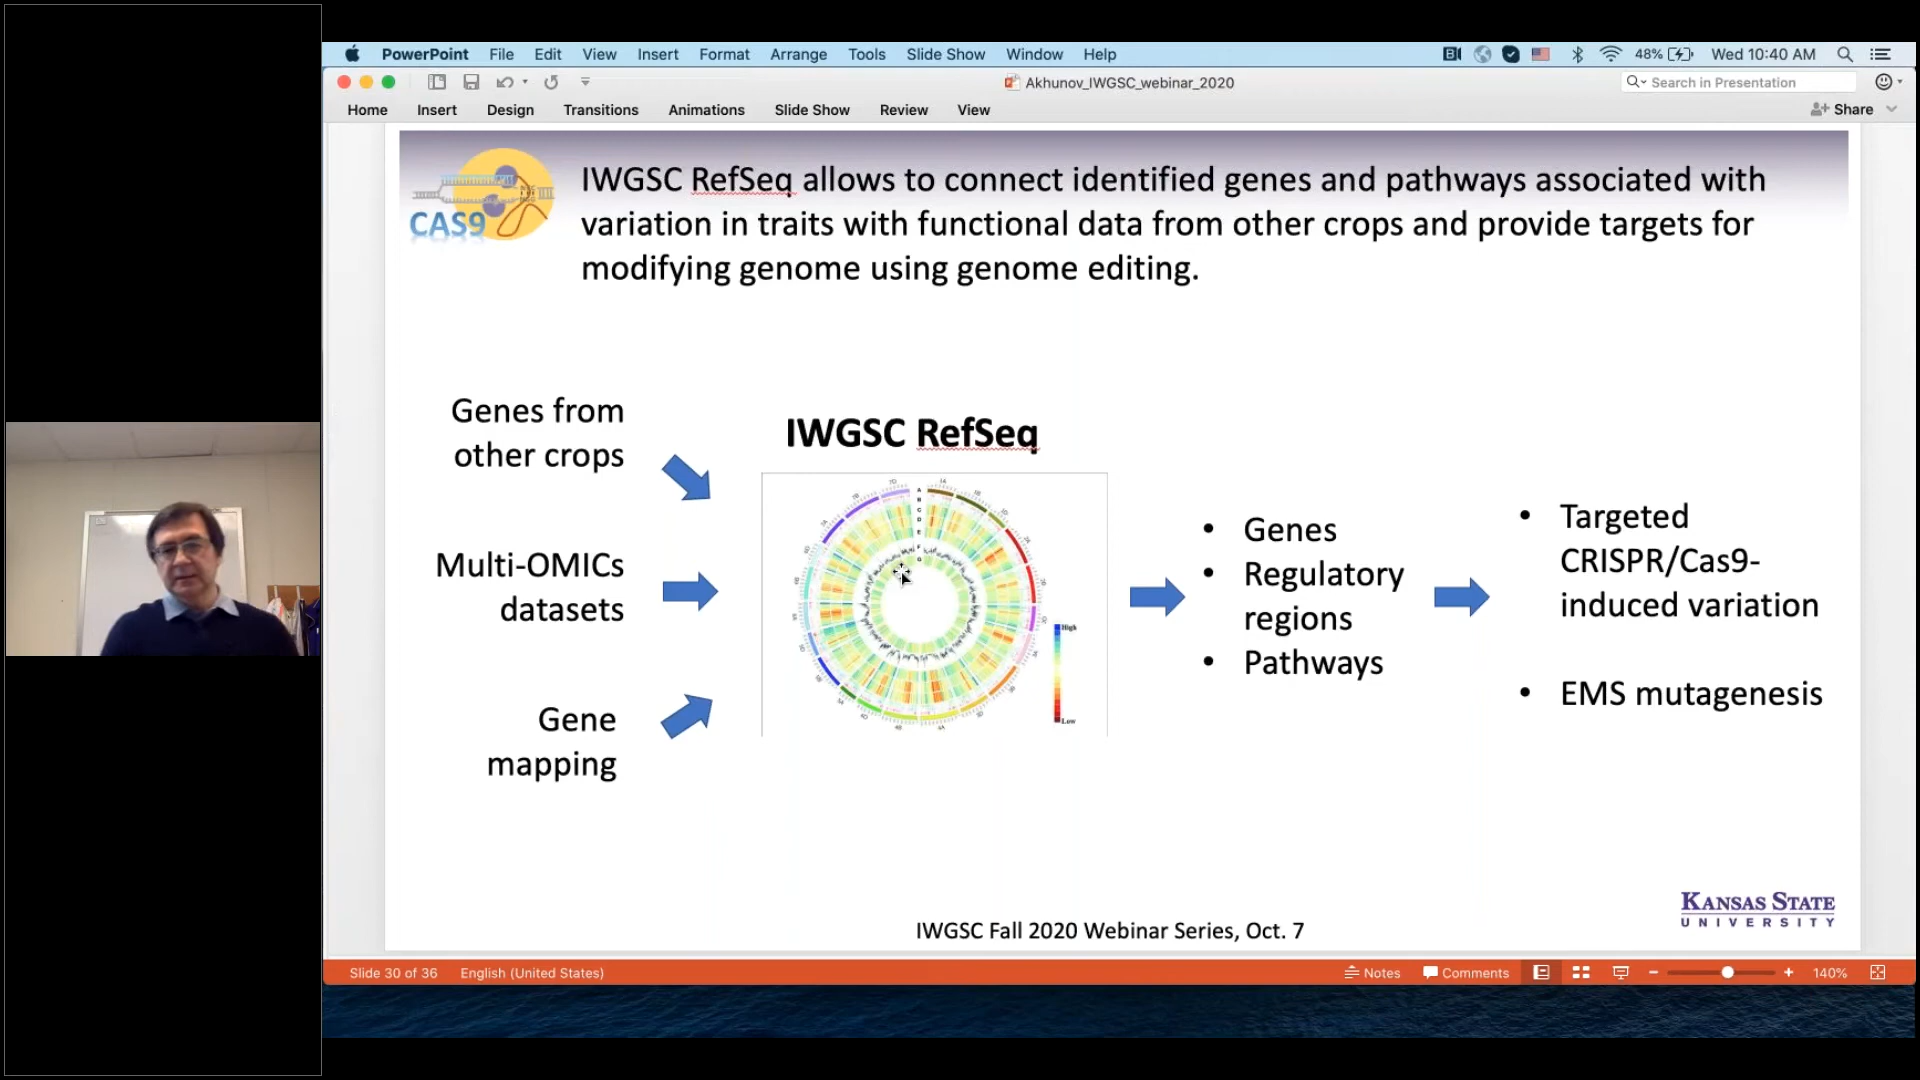 PowerPoint File Edit View Insert Format Arrange Tools Slide Show Window Help 48% Wed 10:40 AM
Akhunov_IWGSC_webinar_2020 Search in Presentation
Home Insert Design Transitions Animations Slide Show Review View Share
IWGSC RefSeq allows to connect identified genes and pathways associated with
variation in traits with functional data from other crops and provide targets for
modifying genome using genome editing.
CAS9
Genes from
other crops
Multi-OMICs
datasets
Gene
mapping
IWGSC RefSeq
High
Low
• Genes
• Regulatory
regions
• Pathways
• Targeted
CRISPR/Cas9-
induced variation
• EMS mutagenesis
KANSAS STATE
UNIVERSITY
IWGSC Fall 2020 Webinar Series, Oct. 7
Slide 30 of 36 English (United States) Notes Comments 140%